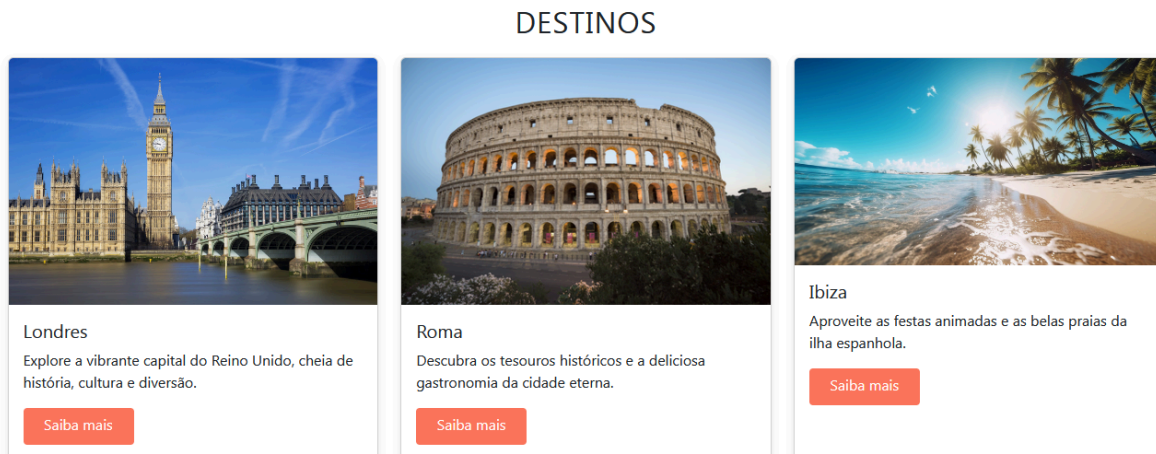 DESTINOS
Londres
Explore a vibrante capital do Reino Unido, cheia de
história, cultura e diversão.
Saiba mais
Roma
Descubra os tesouros históricos e a deliciosa
gastronomia da cidade eterna.
Saiba mais
Ibiza
Aproveite as festas animadas e as belas praias da
ilha espanhola.
Saiba mais